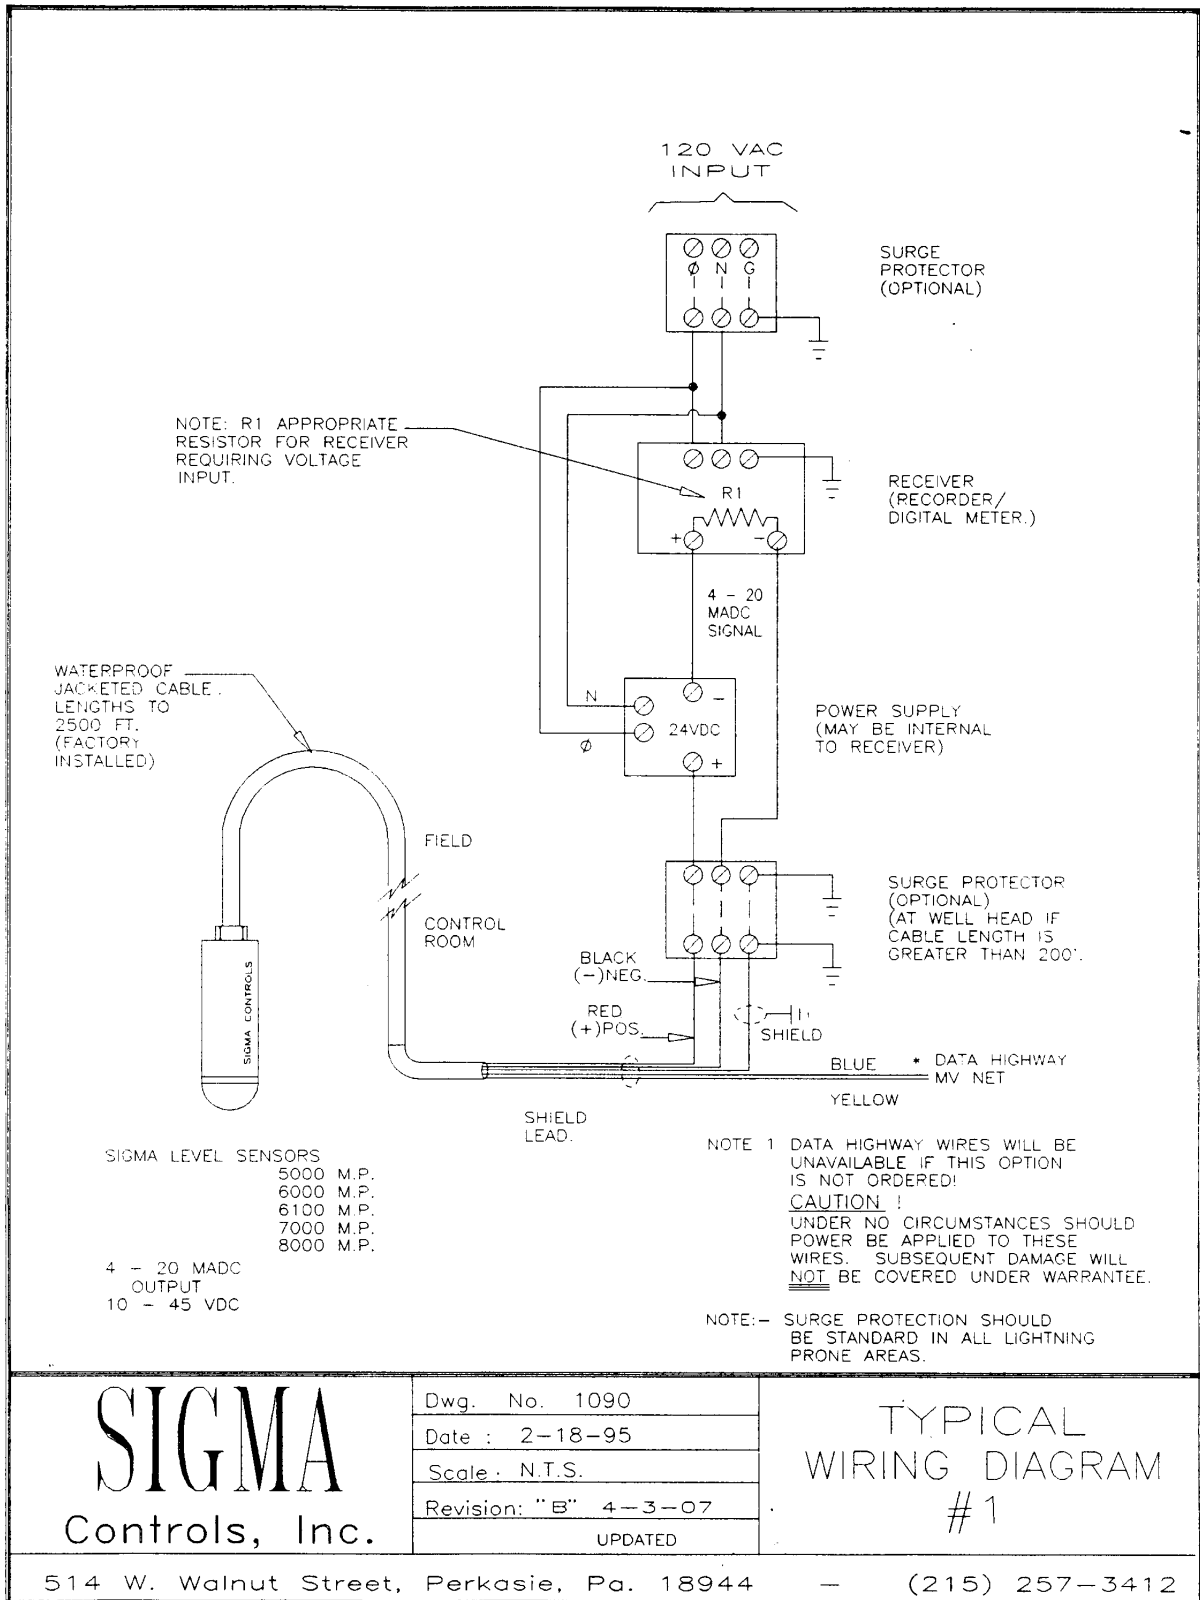 120 VAC
INPUT
Ø N G
SURGE
PROTECTOR
(OPTIONAL)
NOTE: R1 APPROPRIATE
RESISTOR FOR RECEIVER
REQUIRING VOLTAGE
INPUT.
R1
+ -
RECEIVER
(RECORDER/
DIGITAL METER.)
4 - 20
MADC
SIGNAL
WATERPROOF
JACKETED CABLE.
LENGTHS TO
2500 FT.
(FACTORY
INSTALLED)
N
Ø
-
24VDC
+
POWER SUPPLY
(MAY BE INTERNAL
TO RECEIVER)
FIELD
CONTROL
ROOM
SURGE PROTECTOR
(OPTIONAL)
(AT WELL HEAD IF
CABLE LENGTH IS
GREATER THAN 200'.
BLACK
(-)NEG.
RED
(+)POS.
SHIELD
SIGMA CONTROLS
BLUE
* DATA HIGHWAY
MV NET
YELLOW
SHIELD
LEAD.
SIGMA LEVEL SENSORS
5000 M.P.
6000 M.P.
6100 M.P.
7000 M.P.
8000 M.P.
4 - 20 MADC
OUTPUT
10 - 45 VDC
NOTE 1 DATA HIGHWAY WIRES WILL BE
UNAVAILABLE IF THIS OPTION
IS NOT ORDERED!
CAUTION !
UNDER NO CIRCUMSTANCES SHOULD
POWER BE APPLIED TO THESE
WIRES. SUBSEQUENT DAMAGE WILL
NOT BE COVERED UNDER WARRANTEE.
NOTE:- SURGE PROTECTION SHOULD
BE STANDARD IN ALL LIGHTNING
PRONE AREAS.
SIGMA
Controls, Inc.
Dwg. No. 1090
Date : 2-18-95
Scale: N.T.S.
Revision: "B" 4-3-07
UPDATED
TYPICAL
WIRING DIAGRAM
#1
514 W. Walnut Street, Perkasie, Pa. 18944 - (215) 257-3412